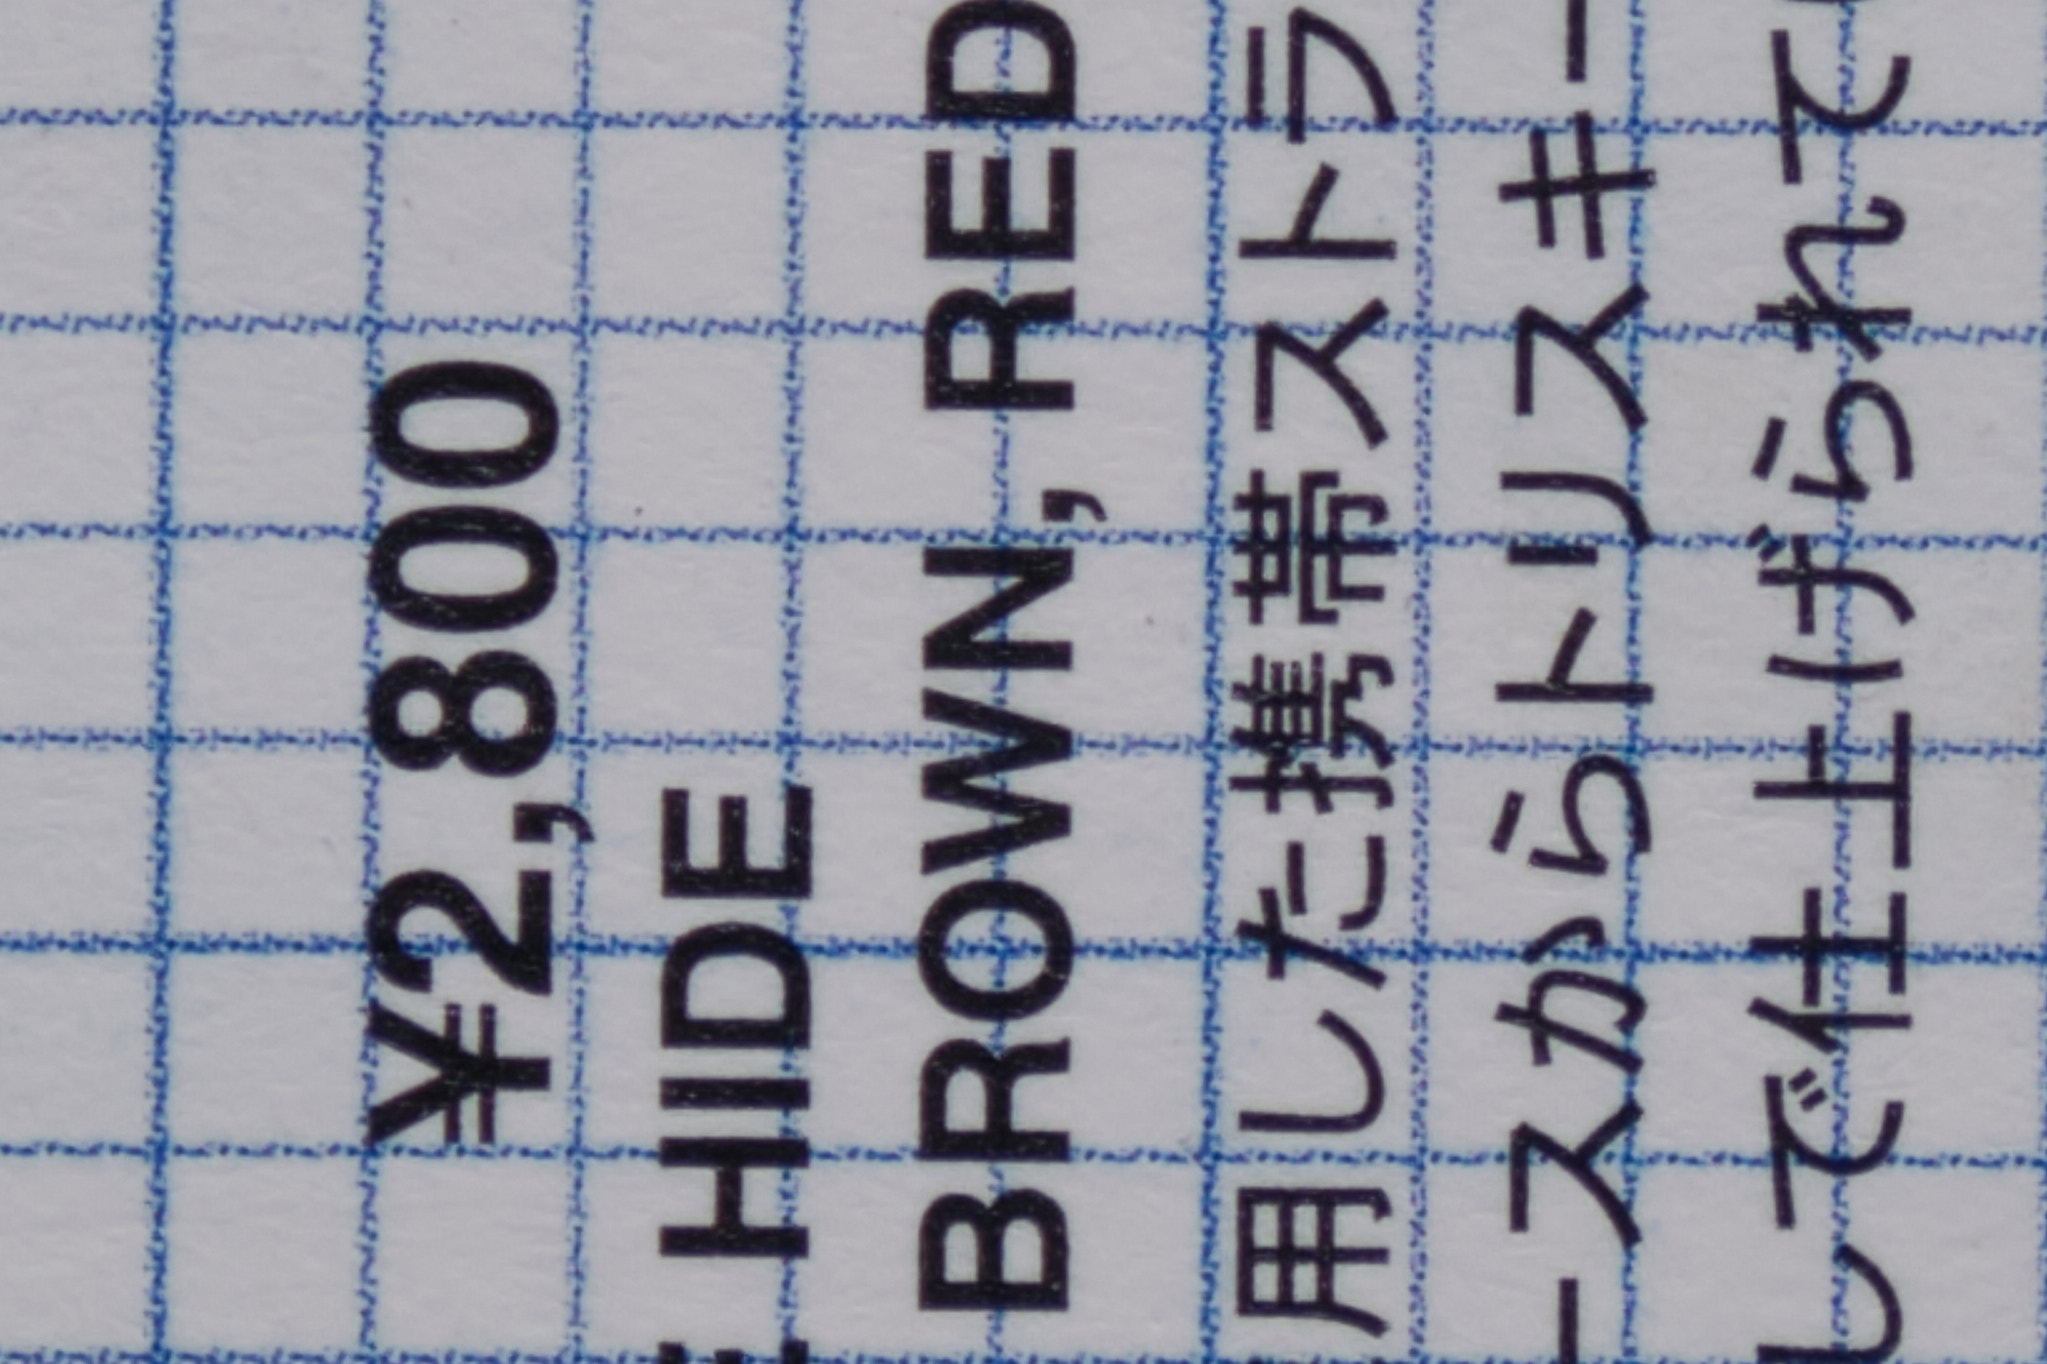 ¥2,800
HIDE
BROWN, RED
用した携帯ストラ
ースからトリスキー
して仕上げられて